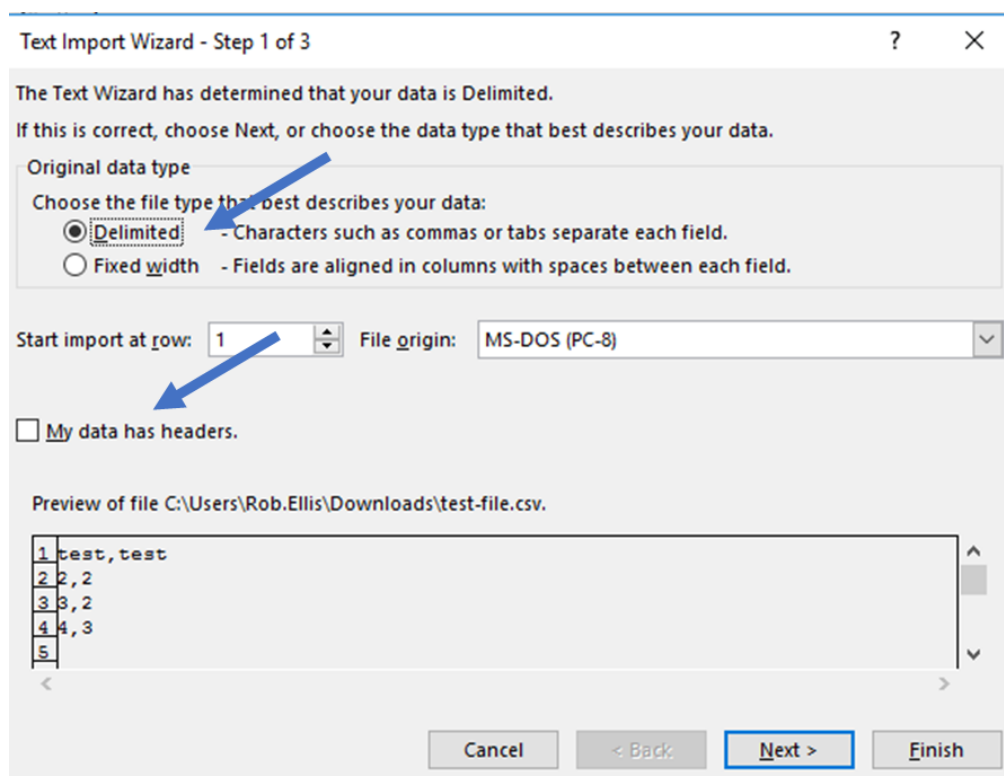 Text Import Wizard - Step 1 of 3 ?
The Text Wizard has determined that your data is Delimited.
If this is correct, choose Next, or choose the data type that best describes your data.
Original data type
Choose the file type that best describes your data:
Delimited - Characters such as commas or tabs separate each field.
Fixed width - Fields are aligned in columns with spaces between each field.
Start import at row: 1 File origin: MS-DOS (PC-8)
My data has headers.
Preview of file C:\Users\Rob.Ellis\Downloads\test-file.csv.
1 test,test
2 2,2
3 3,2
4 4,3
5
Cancel < Back Next > Finish